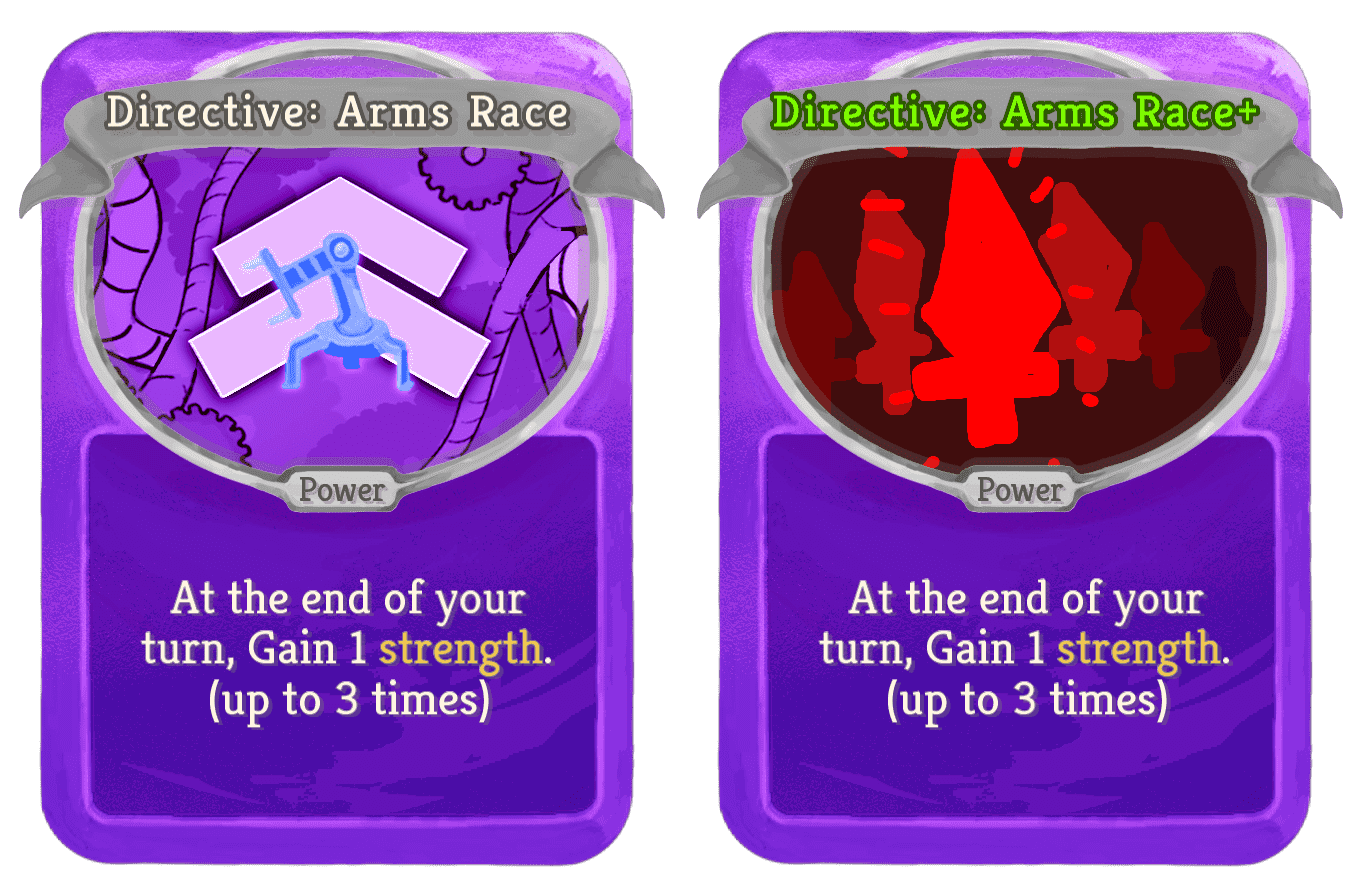 Directive: Arms Race
Power
At the end of your
turn, Gain 1 strength.
(up to 3 times)
Directive: Arms Race+
Power
At the end of your
turn, Gain 1 strength.
(up to 3 times)